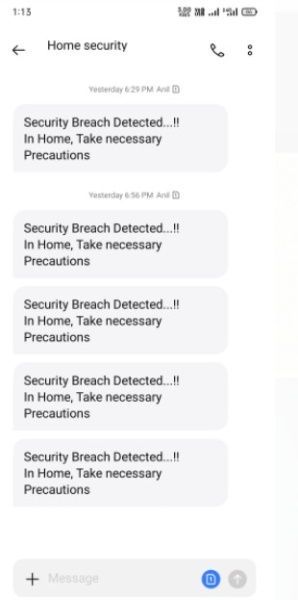 1:13
Home security
Yesterday 6:29 PM Anil
Security Breach Detected...!!
In Home, Take necessary
Precautions
Yesterday 6:56 PM Anil
Security Breach Detected...!!
In Home, Take necessary
Precautions
Security Breach Detected...!!
In Home, Take necessary
Precautions
Security Breach Detected...!!
In Home, Take necessary
Precautions
Security Breach Detected...!!
In Home, Take necessary
Precautions
Message